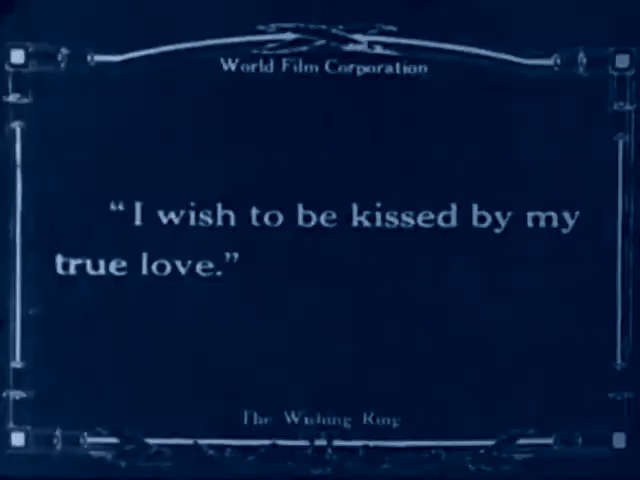 World Film Corporation
“I wish to be kissed by my
true love.”
The Wishing Ring